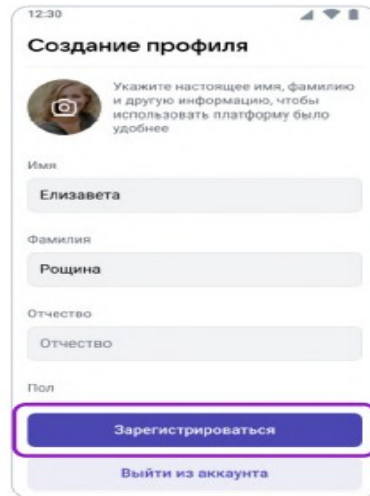 12:30
Создание профиля
Укажите настоящее имя, фамилию
и другую информацию, чтобы
использовать платформу было
удобнее
Имя
Елизавета
Фамилия
Рощина
Отчество
Отчество
Пол
Зарегистрироваться
Выйти из аккаунта